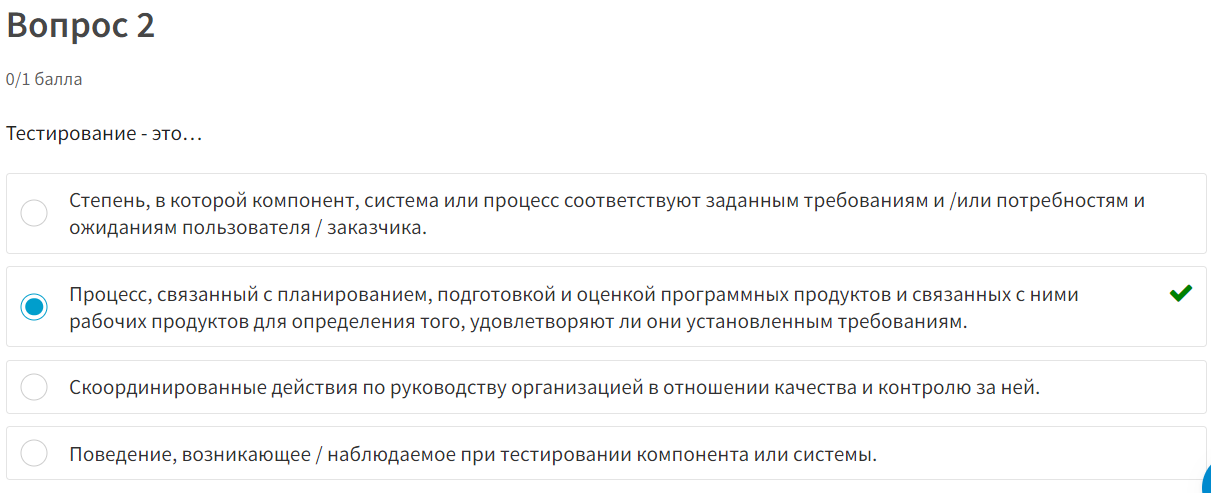 Вопрос 2
0/1 балла
Тестирование - это…
Степень, в которой компонент, система или процесс соответствуют заданным требованиям и /или потребностям и
ожиданиям пользователя / заказчика.
Процесс, связанный с планированием, подготовкой и оценкой программных продуктов и связанных с ними
рабочих продуктов для определения того, удовлетворяют ли они установленным требованиям.
Скоординированные действия по руководству организацией в отношении качества и контролю за ней.
Поведение, возникающее / наблюдаемое при тестировании компонента или системы.